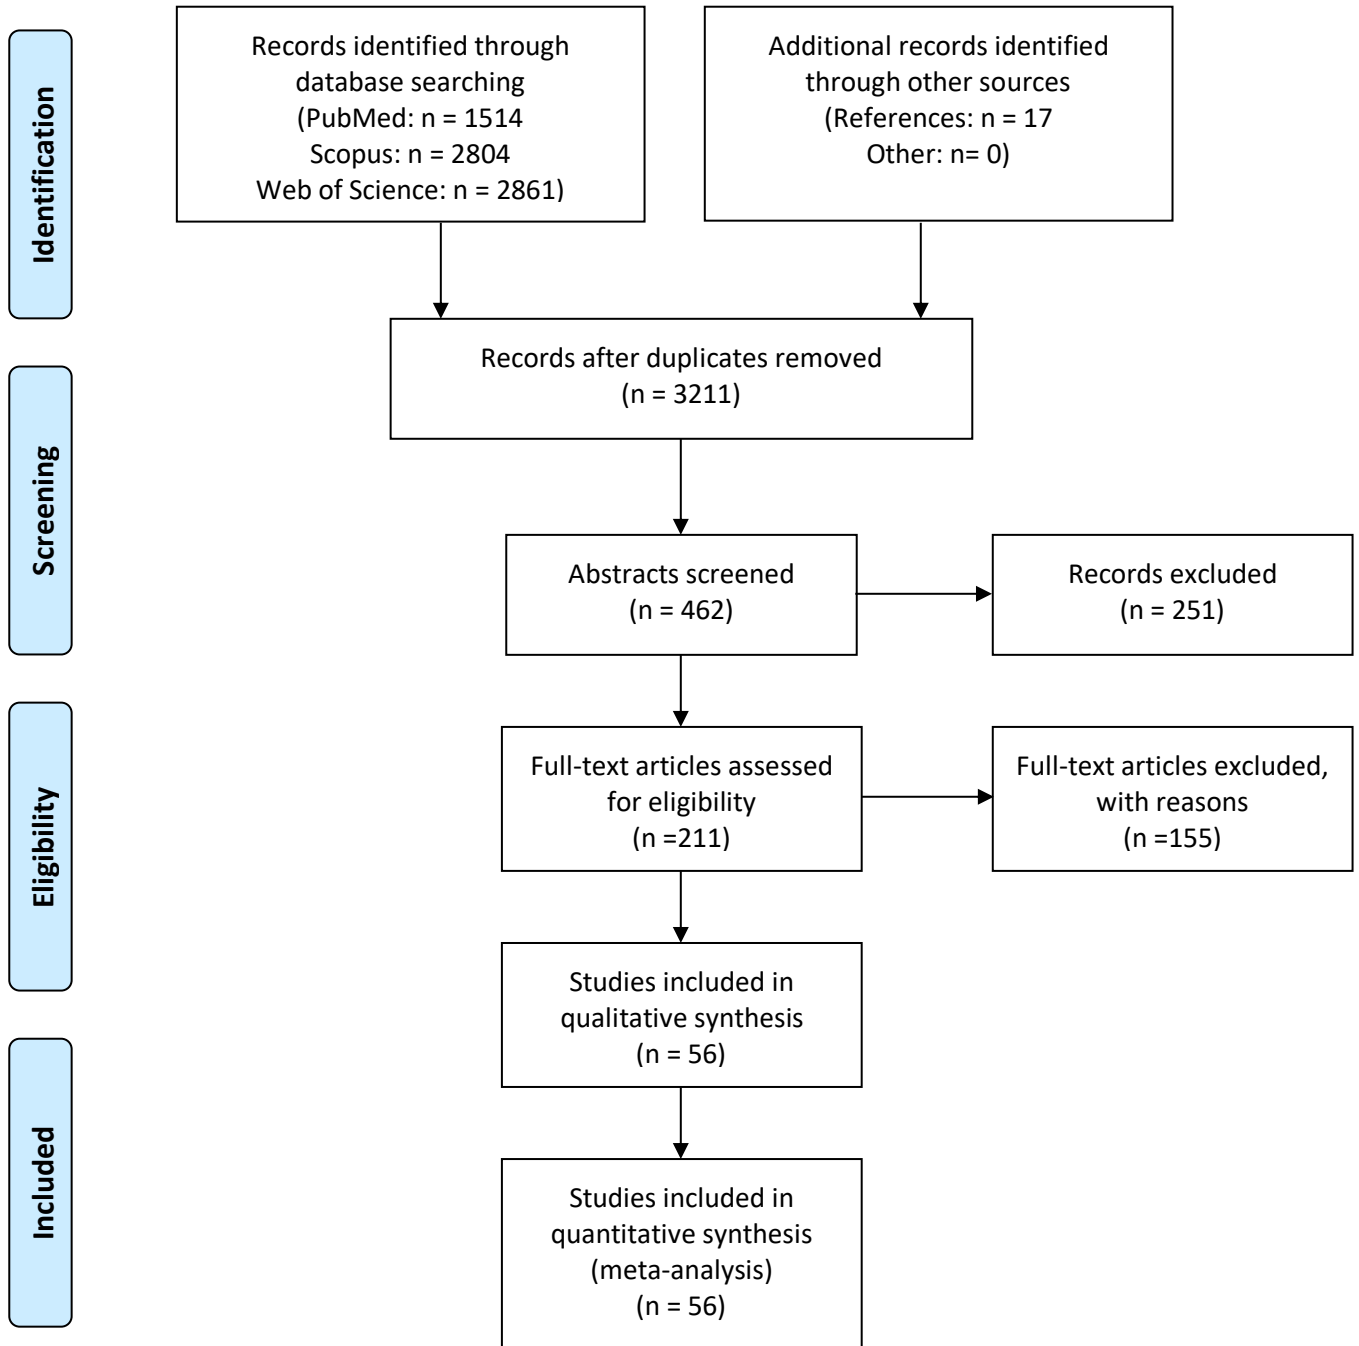 Identification
Records identified through
database searching
(PubMed: n = 1514
Scopus: n = 2804
Web of Science: n = 2861)
Additional records identified
through other sources
(References: n = 17
Other: n= 0)
Records after duplicates removed
(n = 3211)
Screening
Abstracts screened
(n = 462)
Records excluded
(n = 251)
Eligibility
Full-text articles assessed
for eligibility
(n =211)
Full-text articles excluded,
with reasons
(n =155)
Studies included in
qualitative synthesis
(n = 56)
Included
Studies included in
quantitative synthesis
(meta-analysis)
(n = 56)